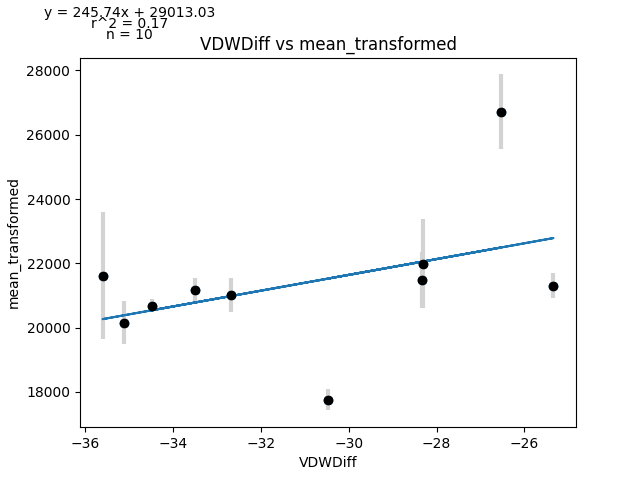 y = 245.74x + 29013.03
r^2 = 0.17
n = 10
VDWDiff vs mean_transformed
28000
26000
24000
22000
20000
18000
mean_transformed
−36 −34 −32 −30 −28 −26
VDWDiff